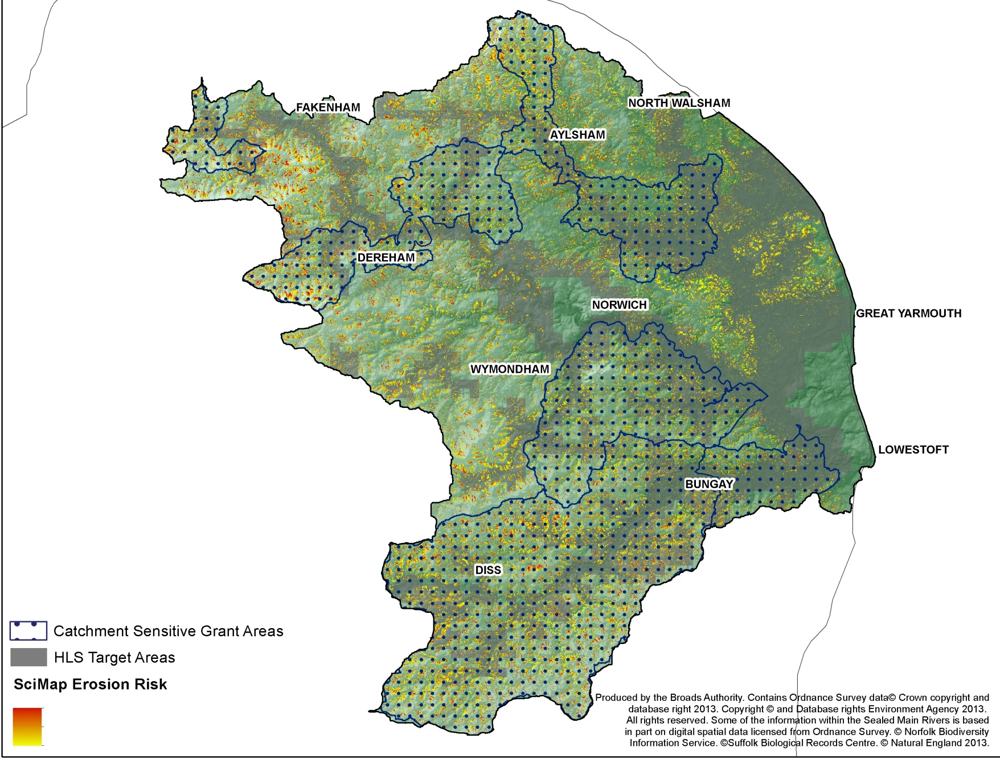 FAKENHAM
NORTH WALSHAM
AYLSHAM
DEREHAM
NORWICH
GREAT YARMOUTH
WYMONDHAM
LOWESTOFT
BUNGAY
DISS
Catchment Sensitive Grant Areas
HLS Target Areas
SciMap Erosion Risk
Produced by the Broads Authority. Contains Ordnance Survey data© Crown copyright and
database right 2013. Copyright © and Database rights Environment Agency 2013.
All rights reserved. Some of the information within the Sealed Main Rivers is based
in part on digital spatial data licensed from Ordnance Survey. © Norfolk Biodiversity
Information Service. ©Suffolk Biological Records Centre. © Natural England 2013.